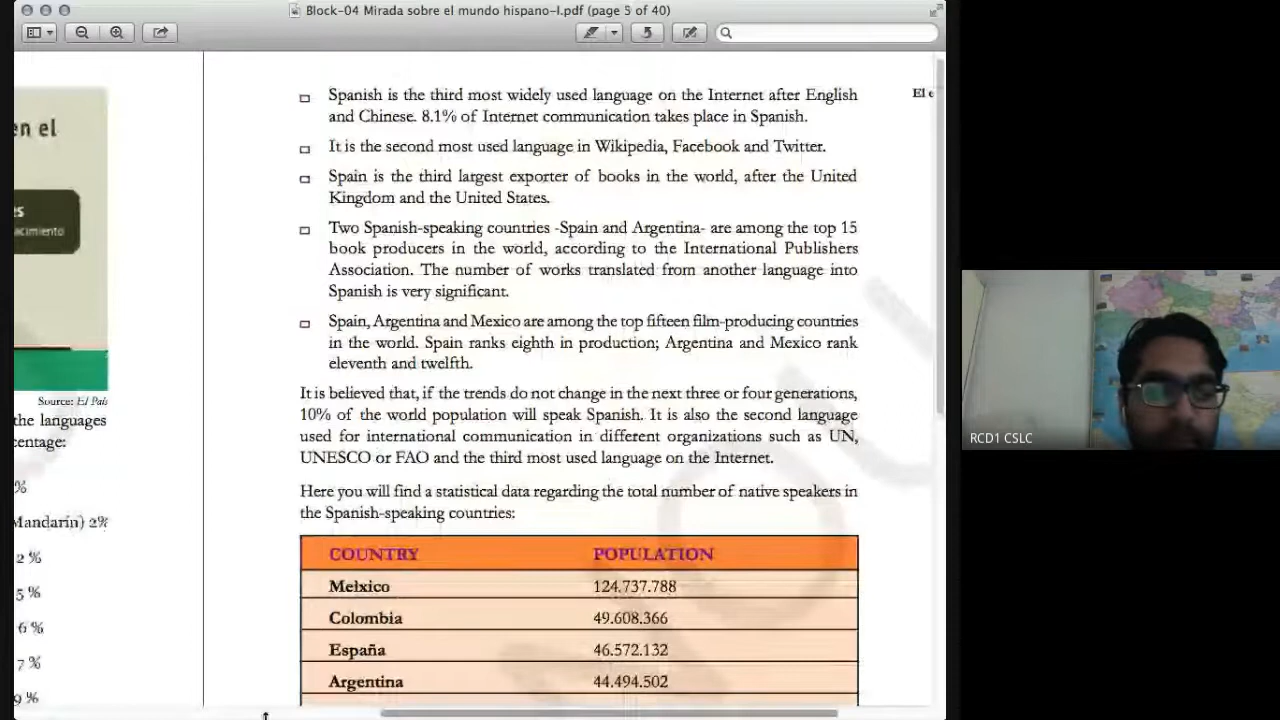 Block-04 Mirada sobre el mundo hispano-I.pdf (page 5 of 40)
en el
acimiento
Source: El País
the languages
centage:
%
Mandarín) 2%
2 %
5 %
6 %
7 %
9 %
Spanish is the third most widely used language on the Internet after English
and Chinese. 8.1% of Internet communication takes place in Spanish.
It is the second most used language in Wikipedia, Facebook and Twitter.
Spain is the third largest exporter of books in the world, after the United
Kingdom and the United States.
Two Spanish-speaking countries -Spain and Argentina- are among the top 15
book producers in the world, according to the International Publishers
Association. The number of works translated from another language into
Spanish is very significant.
Spain, Argentina and Mexico are among the top fifteen film-producing countries
in the world. Spain ranks eighth in production; Argentina and Mexico rank
eleventh and twelfth.
It is believed that, if the trends do not change in the next three or four generations,
10% of the world population will speak Spanish. It is also the second language
used for international communication in different organizations such as UN,
UNESCO or FAO and the third most used language on the Internet.
Here you will find a statistical data regarding the total number of native speakers in
the Spanish-speaking countries:
COUNTRY POPULATION
Melxico 124.737.788
Colombia 49.608.366
España 46.572.132
Argentina 44.494.502
El
RCD1 CSLC